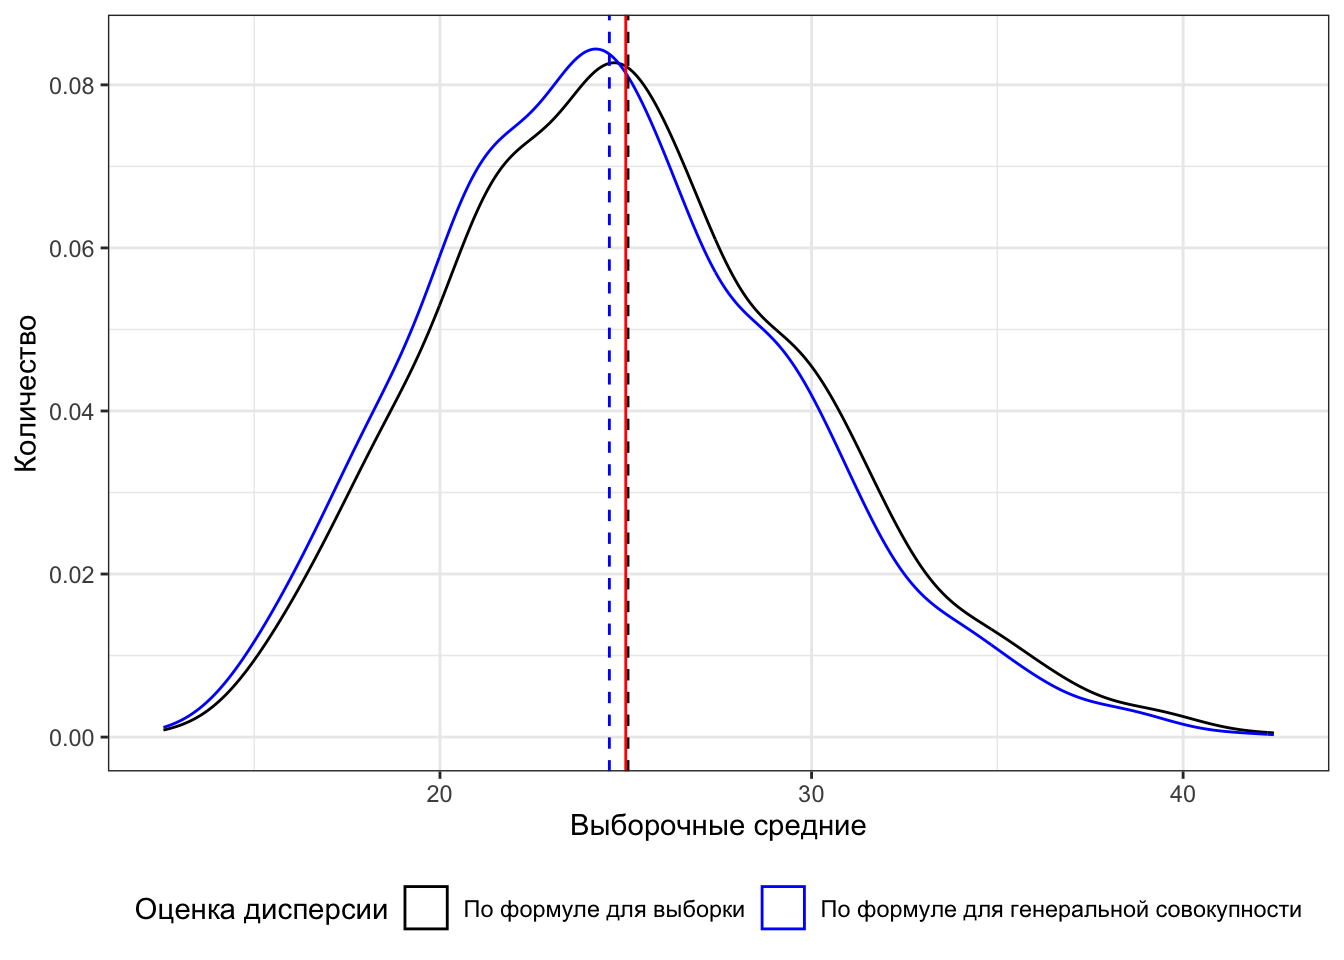 Количество
0.08
0.06
0.04
0.02
0.00
20 30 40
Выборочные средние
Оценка дисперсии По формуле для выборки По формуле для генеральной совокупности